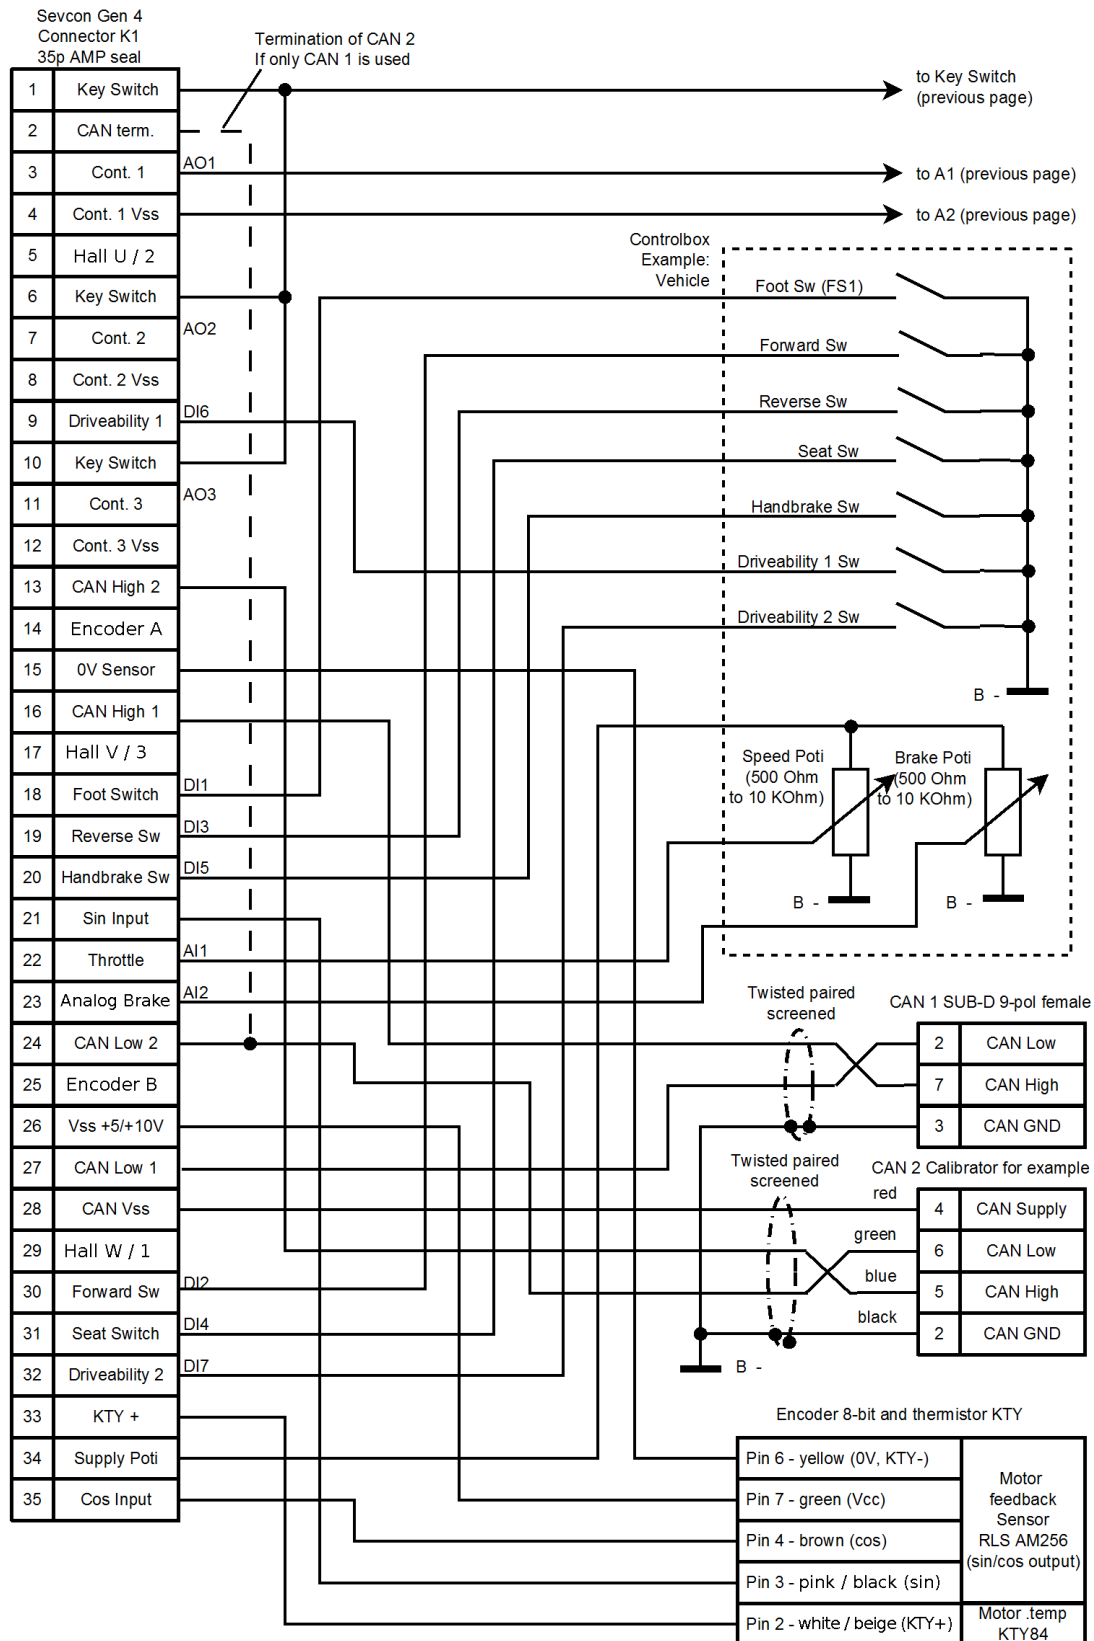 Sevcon Gen 4
Connector K1
35p AMP seal
Termination of CAN 2
If only CAN 1 is used
1 Key Switch
to Key Switch
(previous page)
2 CAN term.
3 Cont. 1 AO1
to A1 (previous page)
4 Cont. 1 Vss
to A2 (previous page)
5 Hall U / 2
6 Key Switch
7 Cont. 2 AO2
8 Cont. 2 Vss
9 Driveability 1 DI6
10 Key Switch
11 Cont. 3 AO3
12 Cont. 3 Vss
13 CAN High 2
14 Encoder A
15 0V Sensor
16 CAN High 1
17 Hall V / 3
18 Foot Switch DI1
19 Reverse Sw DI3
20 Handbrake Sw DI5
21 Sin Input
22 Throttle AI1
23 Analog Brake AI2
24 CAN Low 2
25 Encoder B
26 Vss +5/+10V
27 CAN Low 1
28 CAN Vss
29 Hall W / 1
30 Forward Sw DI2
31 Seat Switch DI4
32 Driveability 2 DI7
33 KTY +
34 Supply Poti
35 Cos Input
Controlbox
Example:
Vehicle
Foot Sw (FS1)
Forward Sw
Reverse Sw
Seat Sw
Handbrake Sw
Driveability 1 Sw
Driveability 2 Sw
B -
Speed Poti
(500 Ohm
to 10 KOhm)
Brake Poti
(500 Ohm
to 10 KOhm)
B -
B -
Twisted paired
screened
CAN 1 SUB-D 9-pol female
2 CAN Low
7 CAN High
3 CAN GND
Twisted paired
screened
CAN 2 Calibrator for example
red
4 CAN Supply
green
6 CAN Low
blue
5 CAN High
black
2 CAN GND
B -
Encoder 8-bit and thermistor KTY
Pin 6 - yellow (0V, KTY-)
Pin 7 - green (Vcc)
Pin 4 - brown (cos)
Pin 3 - pink / black (sin)
Pin 2 - white / beige (KTY+)
Motor
feedback
Sensor
RLS AM256
(sin/cos output)
Motor .temp
KTY84